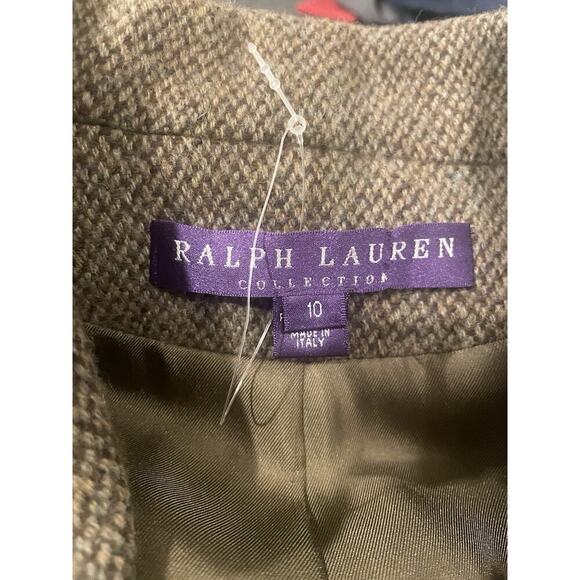 RALPH LAUREN
COLLECTION
10
MADE IN
ITALY